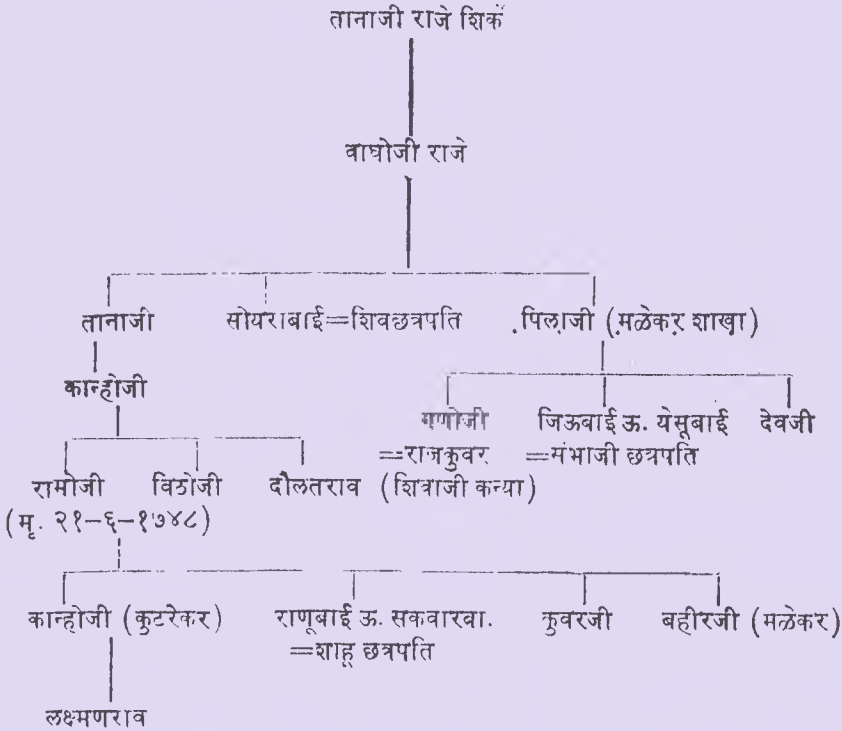 तानाजी राजे शिर्के
वाघोजी राजे
तानाजी सोयराबाई=शिवछत्रपति पिलाजी (मळेकर शाखा)
कान्होजी
गणोजी जिऊबाई ऊ. येसूबाई देवजी
=राजकुवर =संभाजी छत्रपति
रामोजी विठोजी दौलतराव (शिवाजी कन्या)
(मृ. २१-६-१७४८)
कान्होजी (कुटरेकर) राणूबाई ऊ. सकवारबा. कुवरजी बहीरजी (मळेकर)
=शाहू छत्रपति
लक्ष्मणराव